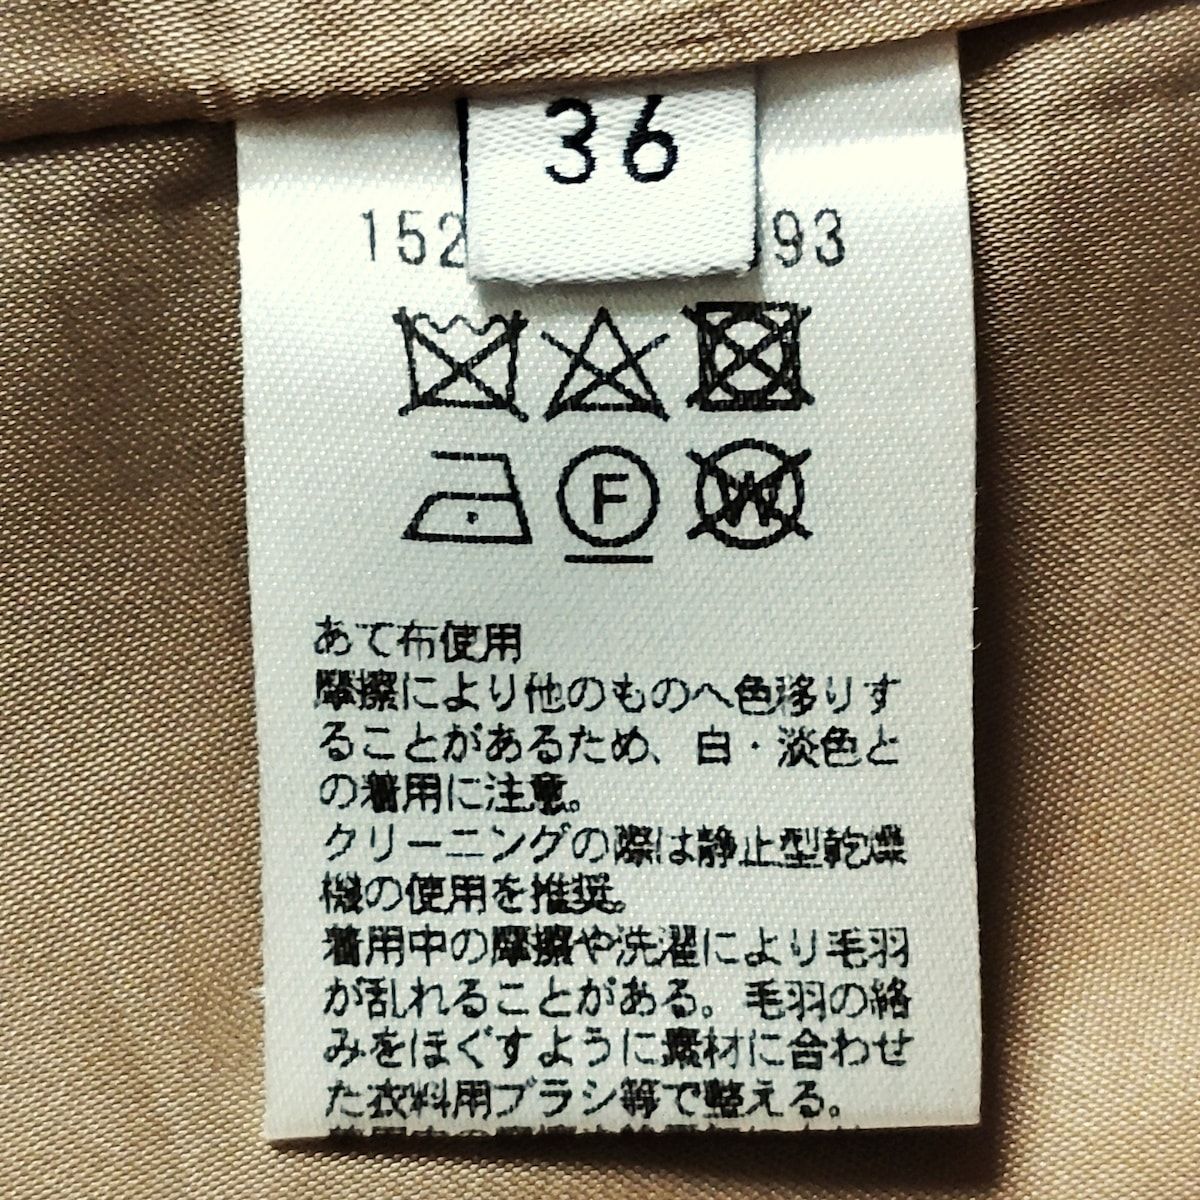 36
152 93
F
W
あて布使用
摩擦により他のものへ色移りす
ることがあるため、白・淡色と
の着用に注意。
クリーニングの際は静止型乾燥
機の使用を推奨。
着用中の摩擦や洗濯により毛羽
が乱れることがある。毛羽の絡
みをほぐすように素材に合わせ
た衣料用ブラシ等で整える。